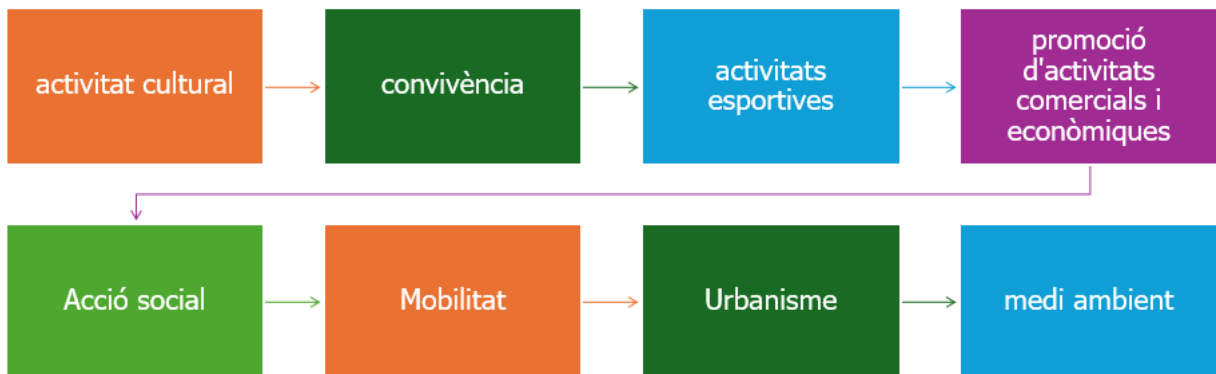 activitat cultural
convivència
activitats
esportives
promoció
d'activitats
comercials i
econòmiques
Acció social
Mobilitat
Urbanisme
medi ambient